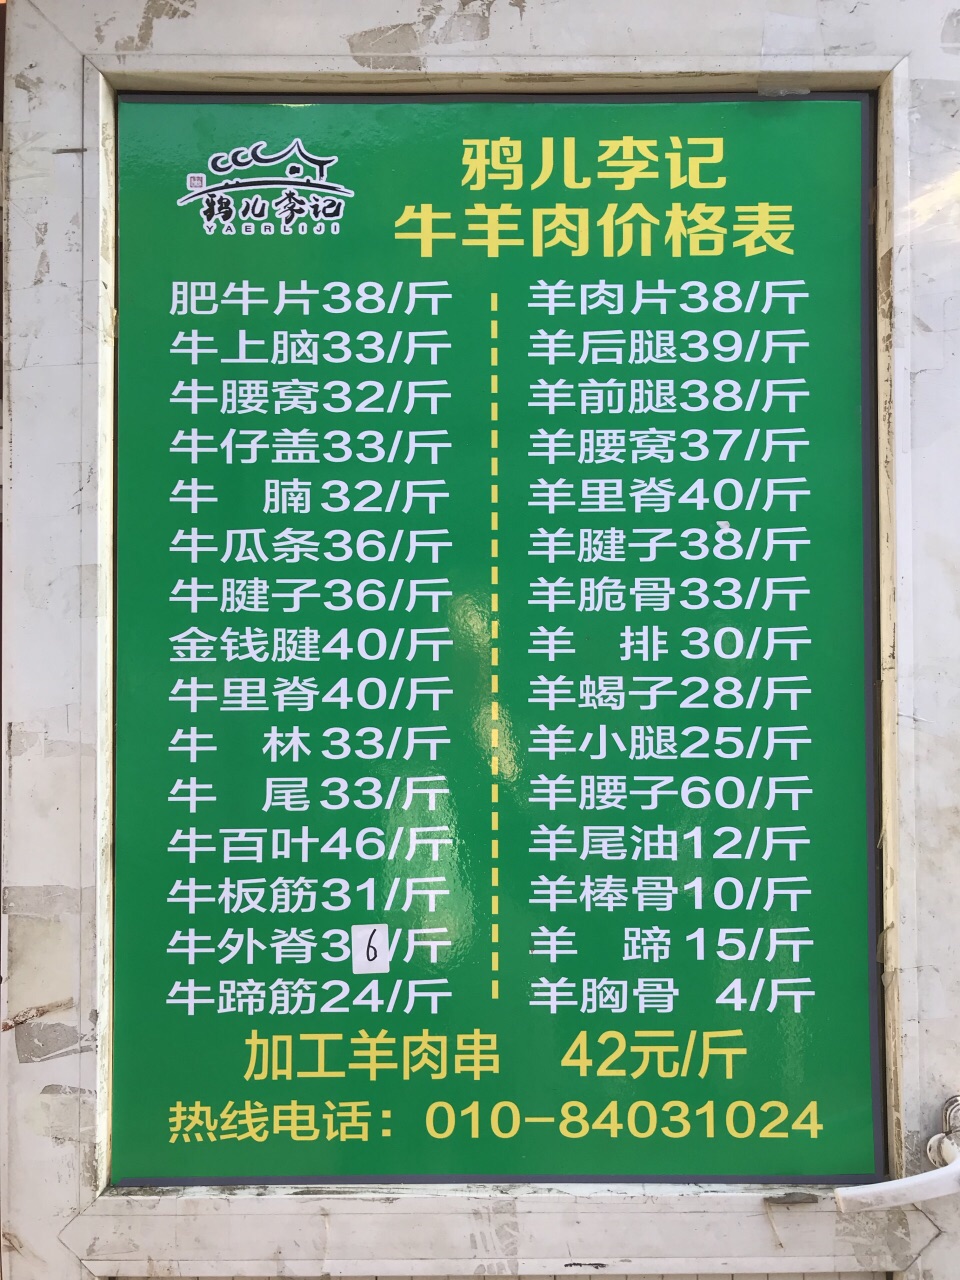 鸦儿李记
YAERLIJI
鸦儿李记
牛羊肉价格表
肥牛片38/斤
牛上脑33/斤
牛腰窝32/斤
牛仔盖33/斤
牛 腩32/斤
牛瓜条36/斤
牛腱子36/斤
金钱腱40/斤
牛里脊40/斤
牛 林33/斤
牛 尾33/斤
牛百叶46/斤
牛板筋31/斤
牛外脊36/斤
牛蹄筋24/斤
羊肉片38/斤
羊后腿39/斤
羊前腿38/斤
羊腰窝37/斤
羊里脊40/斤
羊腱子38/斤
羊脆骨33/斤
羊 排30/斤
羊蝎子28/斤
羊小腿25/斤
羊腰子60/斤
羊尾油12/斤
羊棒骨10/斤
羊 蹄15/斤
羊胸骨 4/斤
加工羊肉串 42元/斤
热线电话：010-84031024